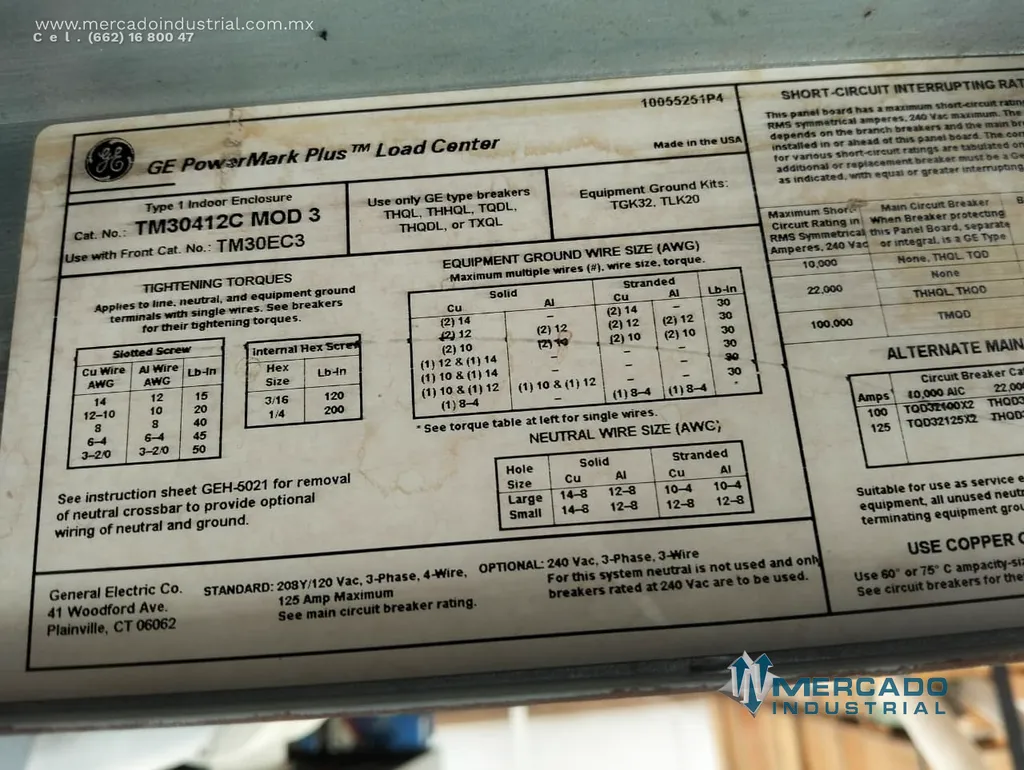 www.mercadoindustrial.com.mx
Cel. (662) 16 800 47
10055251P4
GE PowerMark Plus™ Load Center
Made in the USA
Type 1 Indoor Enclosure
Cat. No.: TM30412C MOD 3
Use with Front Cat. No.: TM30EC3
Use only GE type breakers
THQL, THHQL, TQDL,
THQDL, or TXQL
Equipment Ground Kits:
TGK32, TLK20
TIGHTENING TORQUES
Applies to line, neutral, and equipment ground
terminals with single wires. See breakers
for their tightening torques.
Slotted Screw
Cu Wire AWG Al Wire AWG Lb-In
14 12 15
12–10 10 20
8 8 40
6–4 6–4 45
3–2/0 3–2/0 50
Internal Hex Screw
Hex Size Lb-In
3/16 120
1/4 200
See instruction sheet GEH-5021 for removal
of neutral crossbar to provide optional
wiring of neutral and ground.
EQUIPMENT GROUND WIRE SIZE (AWG)
Maximum multiple wires (#), wire size, torque.
Solid Stranded
Cu Al Cu Al Lb-In
(2) 14 – (2) 14 – 30
(2) 12 (2) 12 (2) 12 (2) 12 30
(2) 10 (2) 10 (2) 10 (2) 10 30
(1) 12 & (1) 14 – – – 30
(1) 10 & (1) 14 – – – 30
(1) 10 & (1) 12 (1) 10 & (1) 12 – – 30
(1) 8–4 – (1) 8–4 (1) 8–4 *
* See torque table at left for single wires.
NEUTRAL WIRE SIZE (AWG)
Hole Size Solid Stranded
Cu Al Cu Al
Large 14–8 12–8 10–4 10–4
Small 14–8 12–8 12–8 12–8
General Electric Co.
41 Woodford Ave.
Plainville, CT 06062
STANDARD: 208Y/120 Vac, 3-Phase, 4-Wire,
125 Amp Maximum
See main circuit breaker rating.
OPTIONAL: 240 Vac, 3-Phase, 3-Wire
For this system neutral is not used and only
breakers rated at 240 Vac are to be used.
SHORT-CIRCUIT INTERRUPTING
This panel board has a maximum short-circuit
RMS symmetrical amperes, 240 Vac maximum. The
depends on the branch breakers and the main
installed in or ahead of this panel board. The
for various short-circuit ratings are tabulated
additional or replacement breaker must be a
as indicated, with equal or greater interrupting
Maximum Short-Circuit Rating in RMS Symmetrical Amperes, 240 Vac
Main Circuit Breaker When Breaker protecting this Panel Board, separate or integral, is a GE Type
10,000 None, THQL, TQD
22,000 None
THHQL, THQD
100,000 TMQD
ALTERNATE MAIN
Circuit Breaker
Amps 10,000 AIC
100 TQD32100X2
125 TQD32125X2
Suitable for use as service
equipment, all unused
terminating equipment
USE COPPER
Use 60° or 75° C
See circuit breakers for
MERCADO
INDUSTRIAL